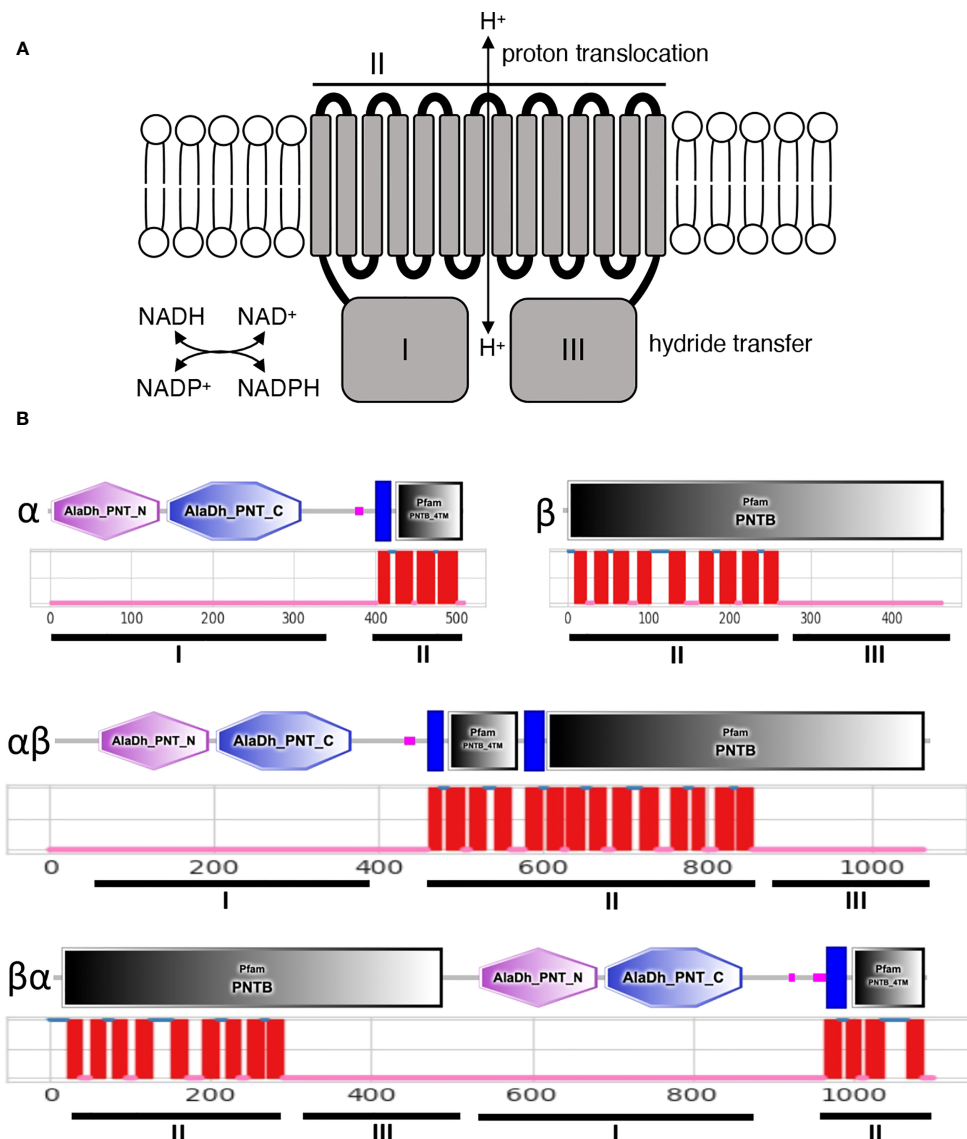 A
H⁺
proton translocation
II
NADH NAD⁺
NADP⁺ NADPH
I
H⁺
III
hydride transfer
B
α
AlaDh_PNT_N
AlaDh_PNT_C
Pfam
PNTB_4TM
0 100 200 300 400 500
I
II
β
Pfam
PNTB
0 100 200 300 400
II
III
αβ
AlaDh_PNT_N
AlaDh_PNT_C
Pfam
PNTB_4TM
Pfam
PNTB
0 200 400 600 800 1000
I
II
III
βα
Pfam
PNTB
AlaDh_PNT_N
AlaDh_PNT_C
Pfam
PNTB_4TM
0 200 400 600 800 1000
II
III
I
II